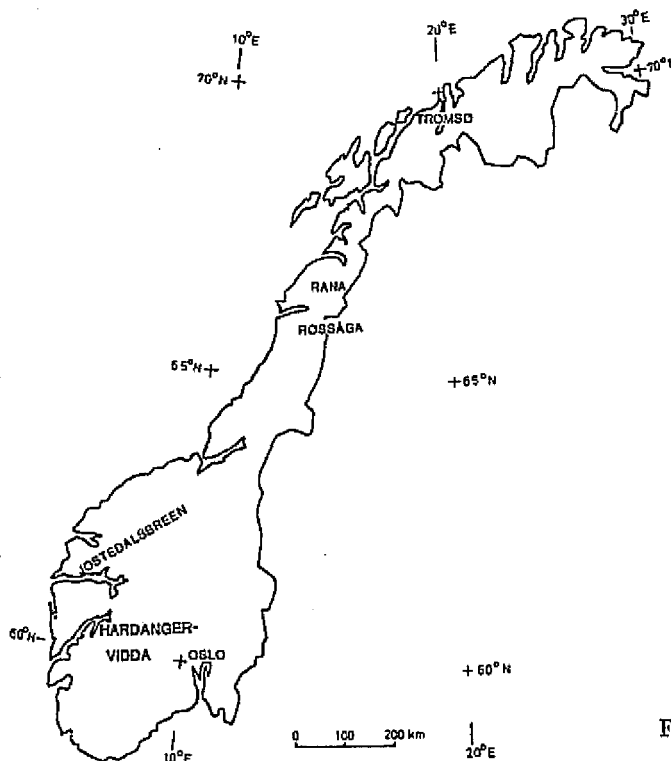 10°E
20°E
30°E
70°N
70°
TROMSØ
RANA
RØSSÅGA
65°N
65°N
JOSTEDALSBREEN
60°N
HARDANGER-
VIDDA
OSLO
60°N
0 100 200 km
10°E
20°E
F